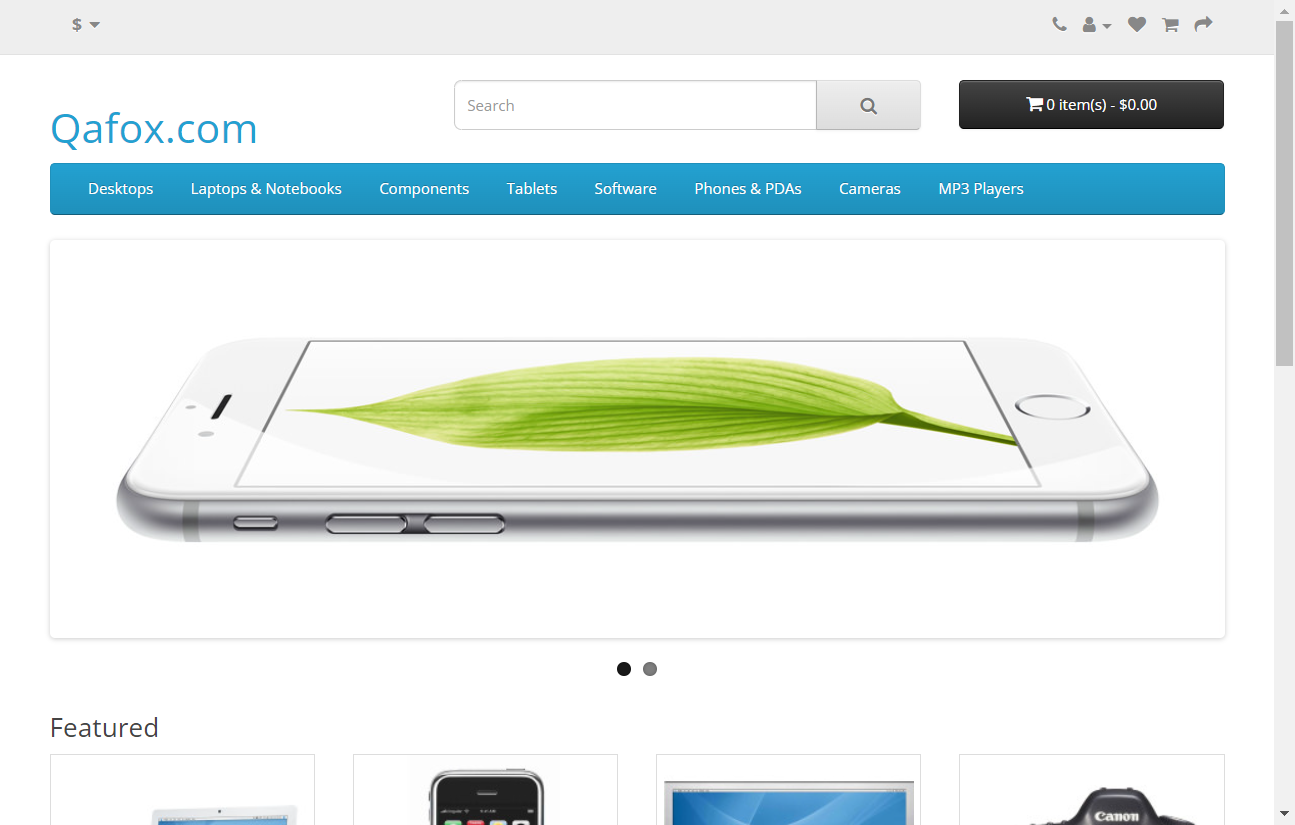 $
Search
0 item(s) - $0.00
Qafox.com
Desktops Laptops & Notebooks Components Tablets Software Phones & PDAs Cameras MP3 Players
Featured
Canon